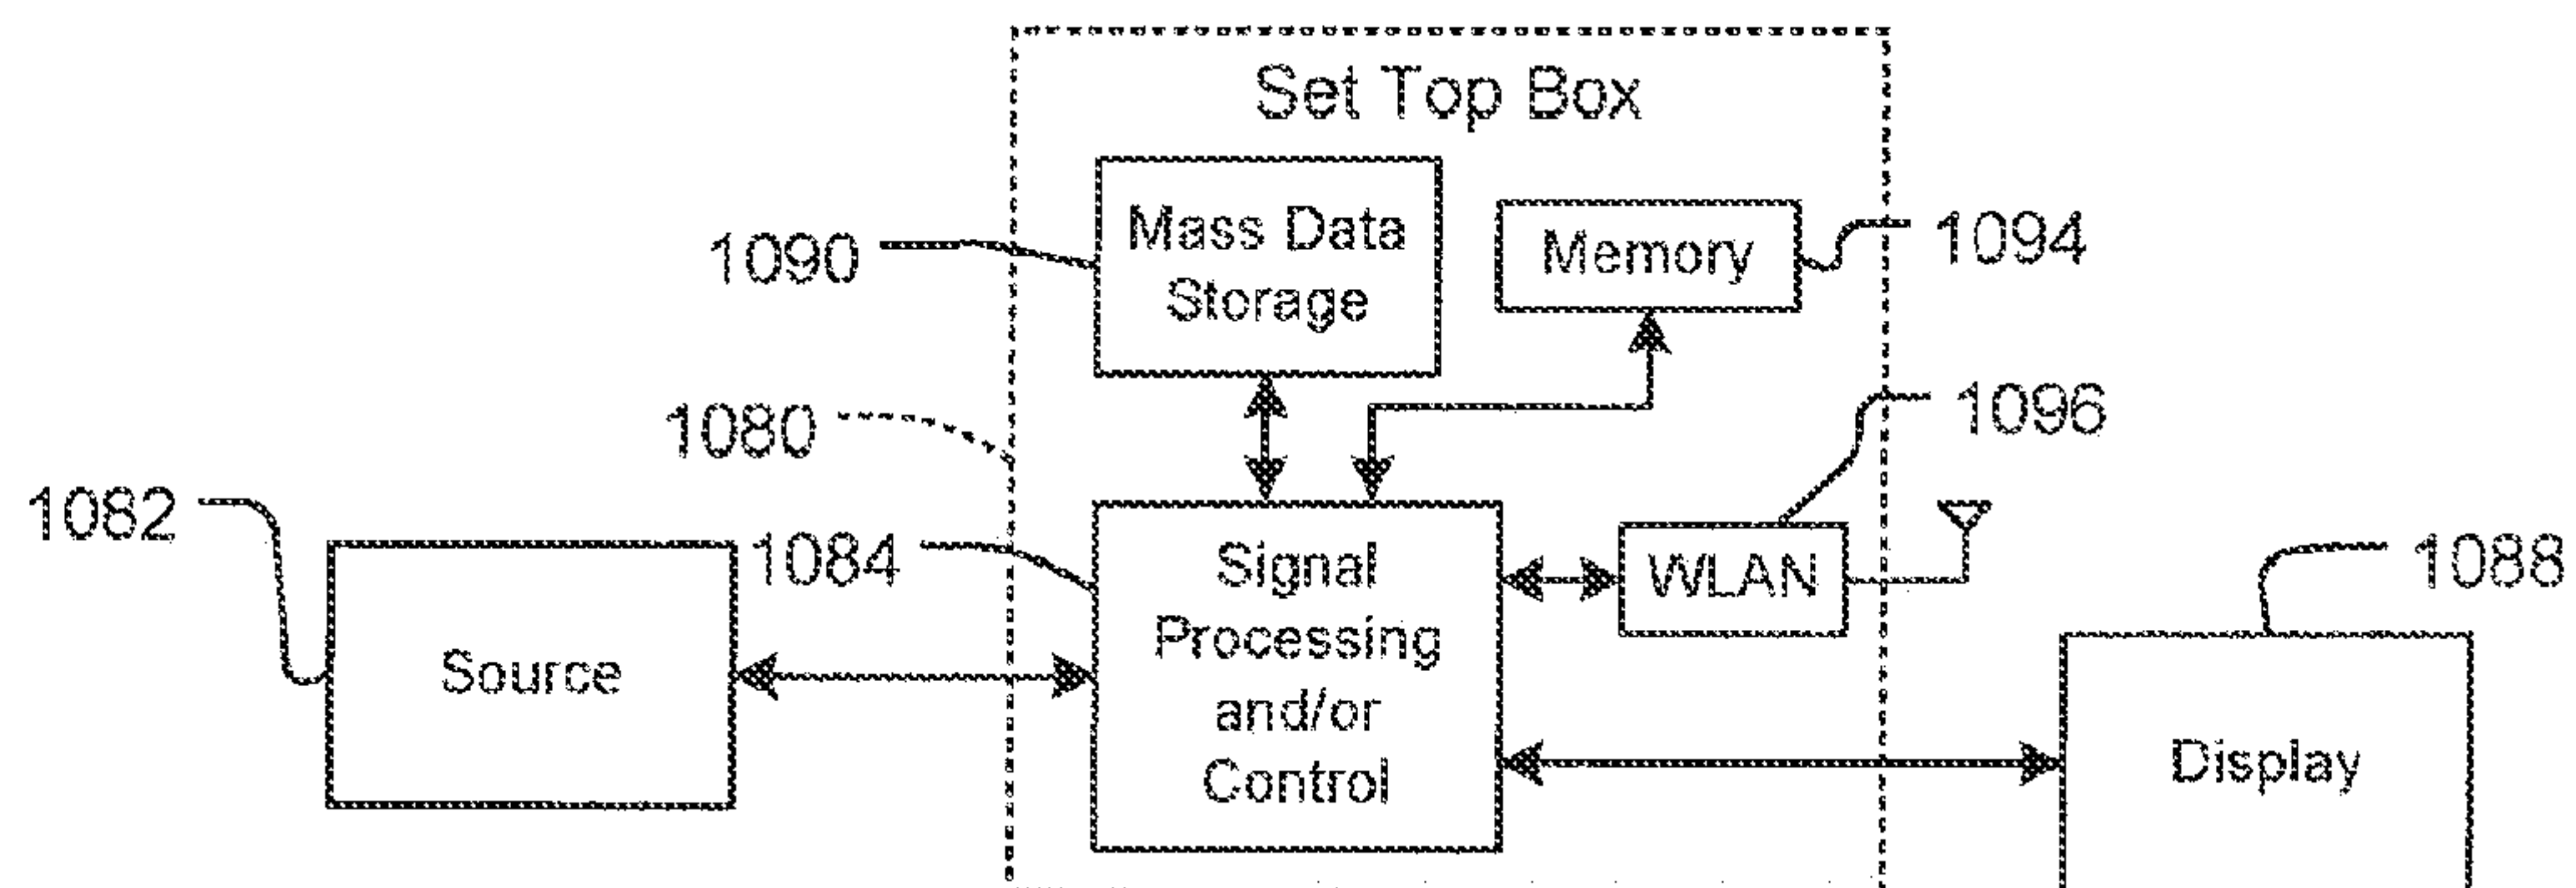 Set Top Box
Mass Data
Storage
Memory
1090
1094
1080
1096
1082
1084
Signal
Processing
and/or
Control
WLAN
1088
Source
Display